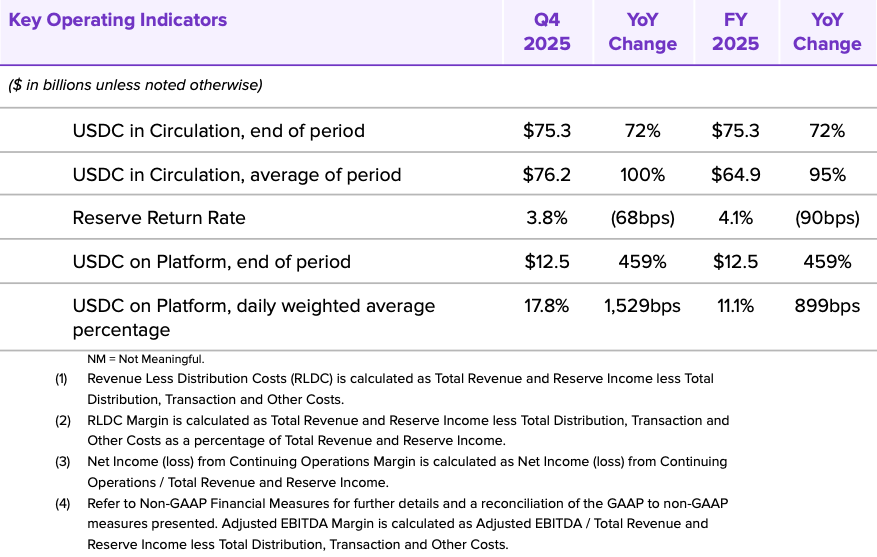 Key Operating Indicators Q4 2025 YoY Change FY 2025 YoY Change
($ in billions unless noted otherwise)
USDC in Circulation, end of period $75.3 72% $75.3 72%
USDC in Circulation, average of period $76.2 100% $64.9 95%
Reserve Return Rate 3.8% (68bps) 4.1% (90bps)
USDC on Platform, end of period $12.5 459% $12.5 459%
USDC on Platform, daily weighted average percentage 17.8% 1,529bps 11.1% 899bps
NM = Not Meaningful.
(1) Revenue Less Distribution Costs (RLDC) is calculated as Total Revenue and Reserve Income less Total
Distribution, Transaction and Other Costs.
(2) RLDC Margin is calculated as Total Revenue and Reserve Income less Total Distribution, Transaction and
Other Costs as a percentage of Total Revenue and Reserve Income.
(3) Net Income (loss) from Continuing Operations Margin is calculated as Net Income (loss) from Continuing
Operations / Total Revenue and Reserve Income.
(4) Refer to Non-GAAP Financial Measures for further details and a reconciliation of the GAAP to non-GAAP
measures presented. Adjusted EBITDA Margin is calculated as Adjusted EBITDA / Total Revenue and
Reserve Income less Total Distribution, Transaction and Other Costs.